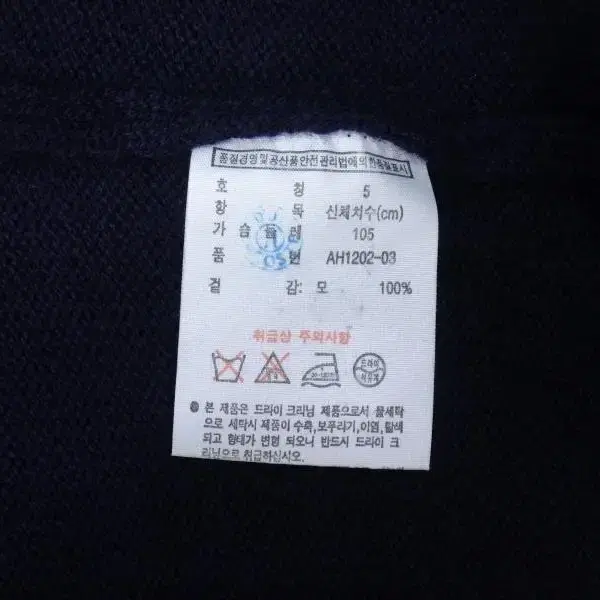 품질경영및공산품안전관리법에의한품질표시
호 칭 5
항 목 신체치수(cm)
가슴둘레 105
품 번 AH1202-03
겉 감: 모 100%
취급상 주의사항
드라이
석유계
본 제품은 드라이 크리닝 제품으로서 물세탁
으로 세탁시 제품이 수축,보푸리기,이염,탈색
되고 형태가 변형 되오니 반드시 드라이 크
리닝으로 취급하십시오.